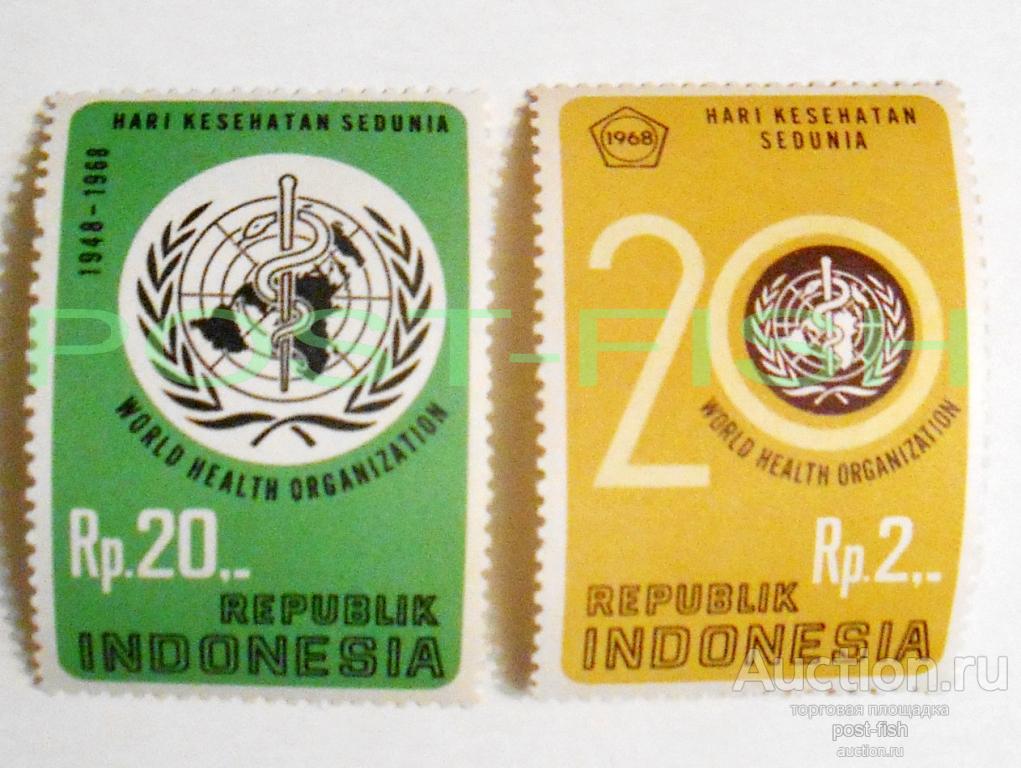 HARI KESEHATAN SEDUNIA
1948-1968
WORLD HEALTH ORGANIZATION
Rp.20,-
REPUBLIK
INDONESIA
1968
HARI KESEHATAN
SEDUNIA
20
WORLD HEALTH ORGANIZATION
Rp.2,-
REPUBLIK
INDONESIA
POST-FISH
Auction.ru
торговая площадка
post-fish
auction.ru